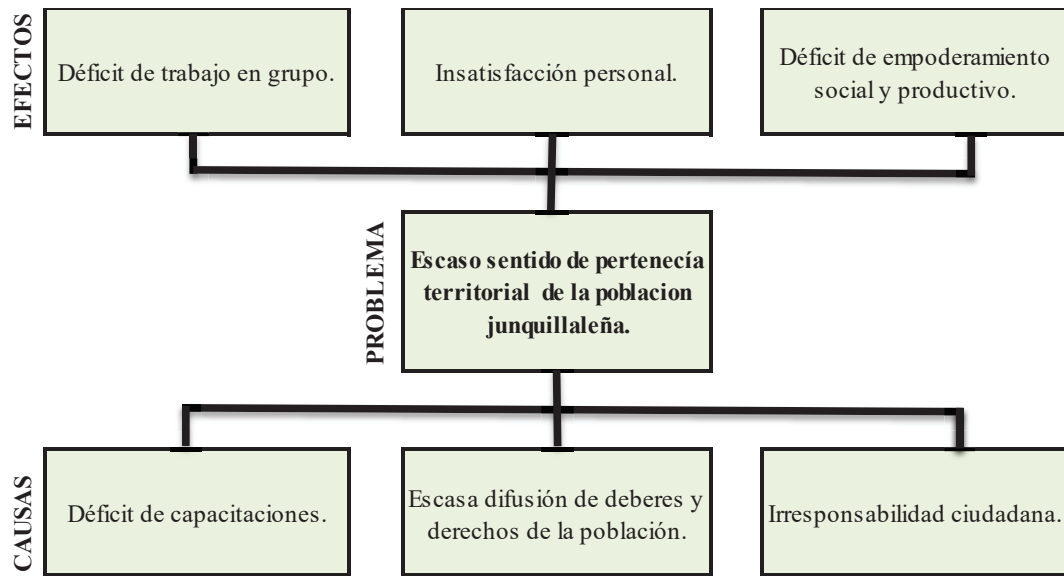 EFECTOS
Déficit de trabajo en grupo.
Insatisfacción personal.
Déficit de empoderamiento
social y productivo.
PROBLEMA
Escaso sentido de pertenecía
territorial de la poblacion
junquillaleña.
CAUSAS
Déficit de capacitaciones.
Escasa difusión de deberes y
derechos de la población.
Irresponsabilidad ciudadana.